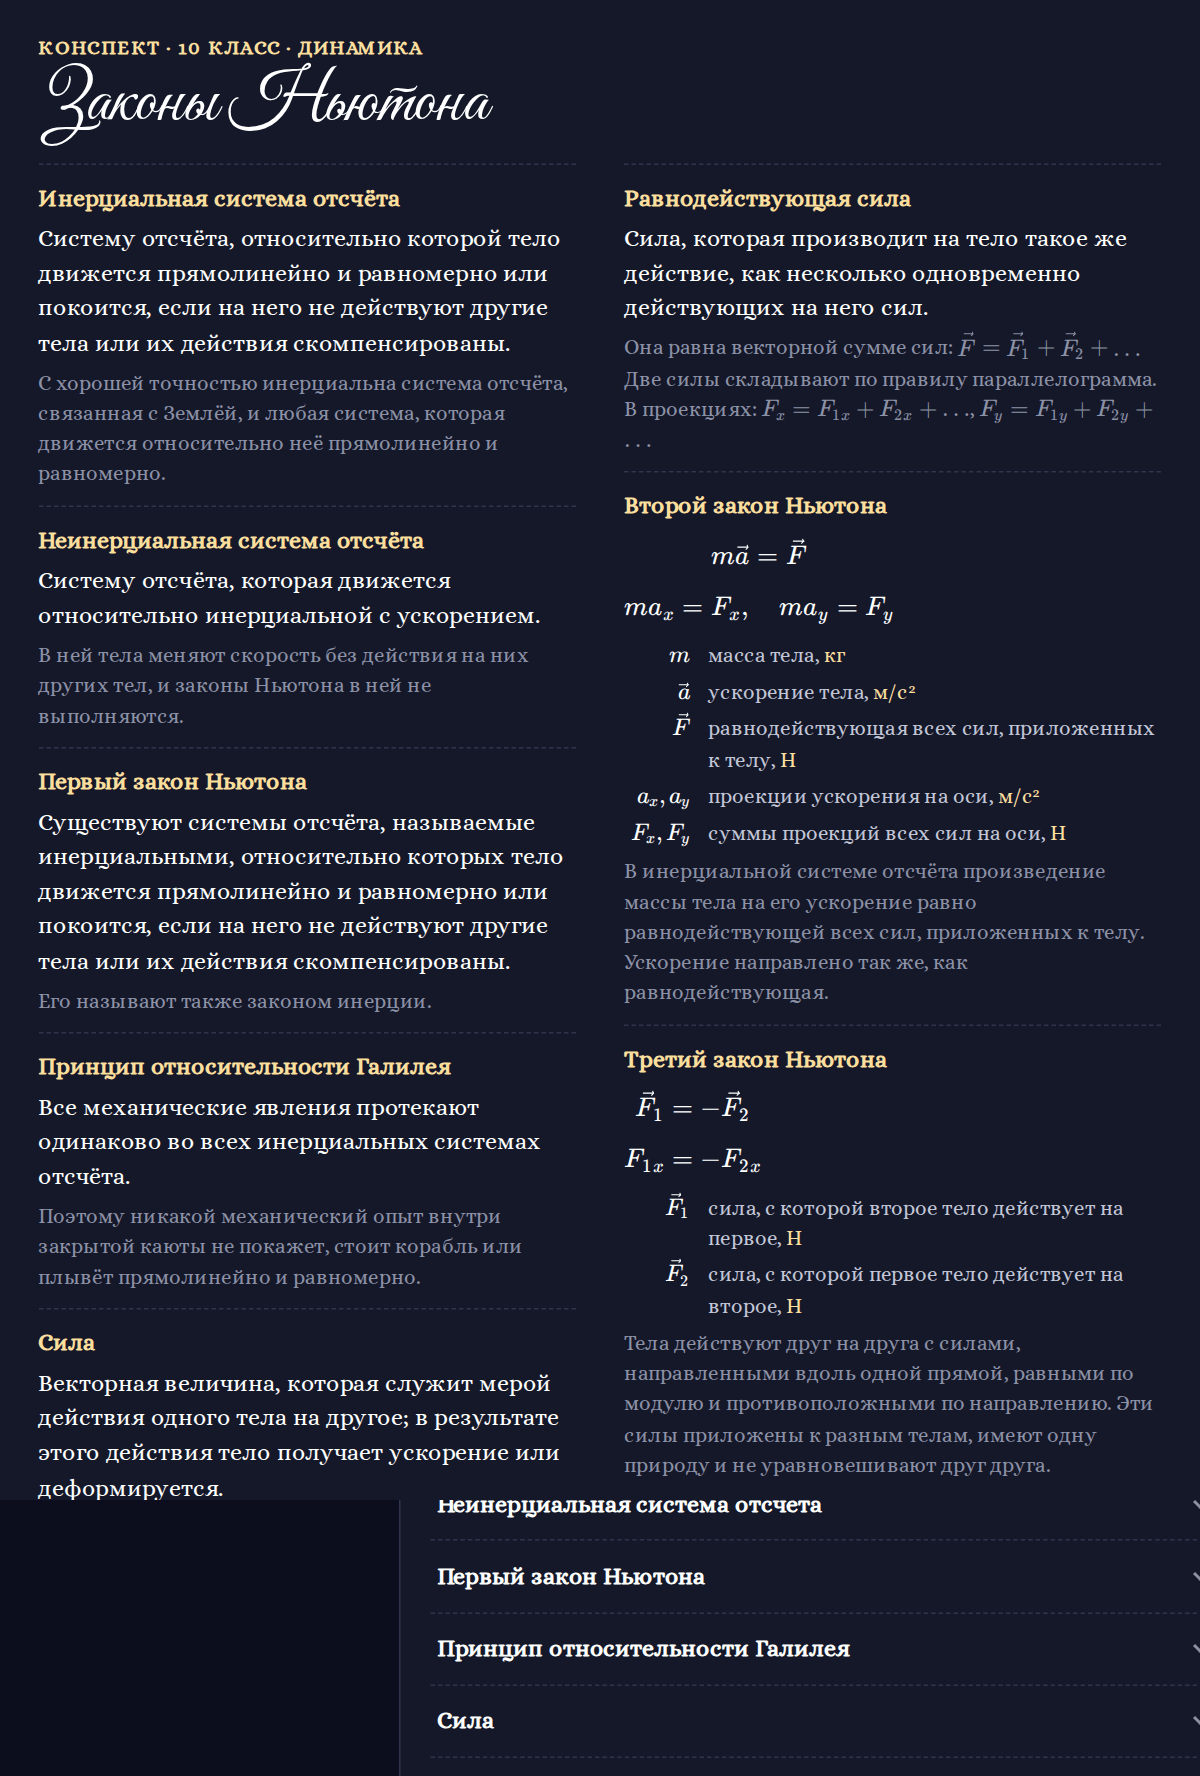 КОНСПЕКТ · 10 КЛАСС · ДИНАМИКА
Законы Ньютона
Инерциальная система отсчёта
Систему отсчёта, относительно которой тело
движется прямолинейно и равномерно или
покоится, если на него не действуют другие
тела или их действия скомпенсированы.
С хорошей точностью инерциальна система отсчёта,
связанная с Землёй, и любая система, которая
движется относительно неё прямолинейно и
равномерно.
Неинерциальная система отсчёта
Систему отсчёта, которая движется
относительно инерциальной с ускорением.
В ней тела меняют скорость без действия на них
других тел, и законы Ньютона в ней не
выполняются.
Первый закон Ньютона
Существуют системы отсчёта, называемые
инерциальными, относительно которых тело
движется прямолинейно и равномерно или
покоится, если на него не действуют другие
тела или их действия скомпенсированы.
Его называют также законом инерции.
Принцип относительности Галилея
Все механические явления протекают
одинаково во всех инерциальных системах
отсчёта.
Поэтому никакой механический опыт внутри
закрытой каюты не покажет, стоит корабль или
плывёт прямолинейно и равномерно.
Сила
Векторная величина, которая служит мерой
действия одного тела на другое; в результате
этого действия тело получает ускорение или
деформируется.
Равнодействующая сила
Сила, которая производит на тело такое же
действие, как несколько одновременно
действующих на него сил.
Она равна векторной сумме сил: F⃗ = F⃗₁ + F⃗₂ + …
Две силы складывают по правилу параллелограмма.
В проекциях: Fₓ = F₁ₓ + F₂ₓ + …, F_y = F₁y + F₂y +
…
Второй закон Ньютона
ma⃗ = F⃗
maₓ = Fₓ, ma_y = F_y
m масса тела, кг
a⃗ ускорение тела, м/с²
F⃗ равнодействующая всех сил, приложенных
к телу, Н
aₓ, a_y проекции ускорения на оси, м/с²
Fₓ, F_y суммы проекций всех сил на оси, Н
В инерциальной системе отсчёта произведение
массы тела на его ускорение равно
равнодействующей всех сил, приложенных к телу.
Ускорение направлено так же, как
равнодействующая.
Третий закон Ньютона
F⃗₁ = −F⃗₂
F₁ₓ = −F₂ₓ
F⃗₁ сила, с которой второе тело действует на
первое, Н
F⃗₂ сила, с которой первое тело действует на
второе, Н
Тела действуют друг на друга с силами,
направленными вдоль одной прямой, равными по
модулю и противоположными по направлению. Эти
силы приложены к разным телам, имеют одну
природу и не уравновешивают друг друга.
Неинерциальная система отсчета
Первый закон Ньютона
Принцип относительности Галилея
Сила